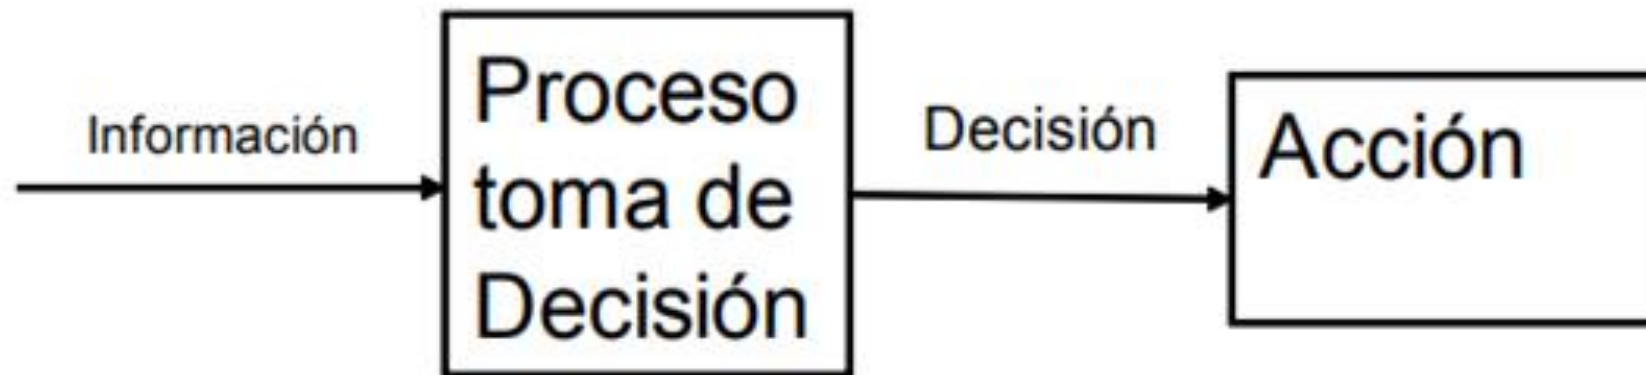 Información
Proceso
toma de
Decisión
Decisión
Acción